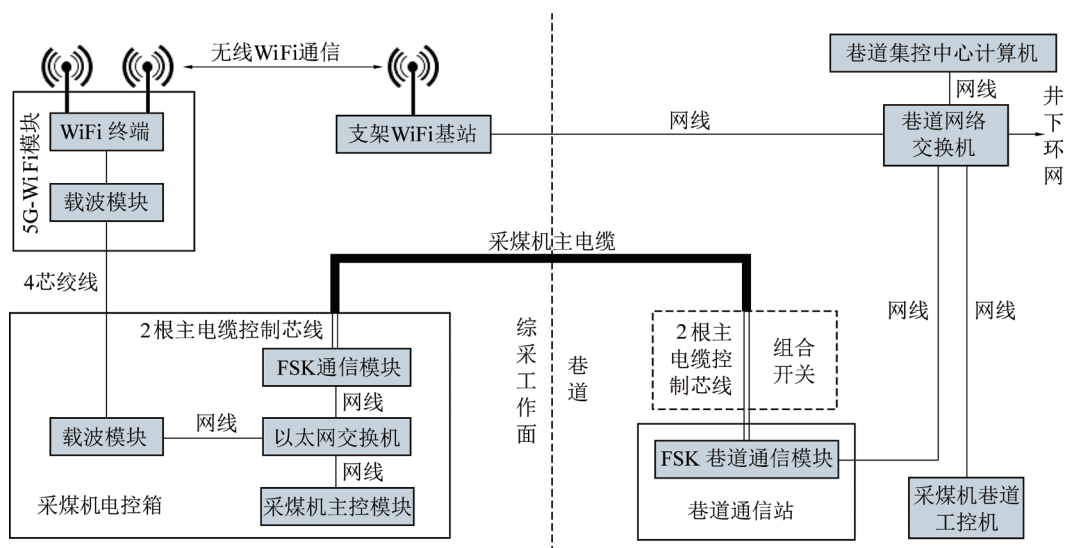 无线WiFi通信
5G-WiFi模块
WiFi 终端
载波模块
支架WiFi基站
网线
巷道集控中心计算机
网线
巷道网络
交换机
井下环网
4芯绞线
采煤机主电缆
2根主电缆控制芯线
FSK通信模块
网线
载波模块
网线
以太网交换机
网线
采煤机主控模块
采煤机电控箱
综采工作面
巷道
2根主
电缆控
制芯线
组合
开关
FSK 巷道通信模块
巷道通信站
网线
网线
采煤机巷道
工控机